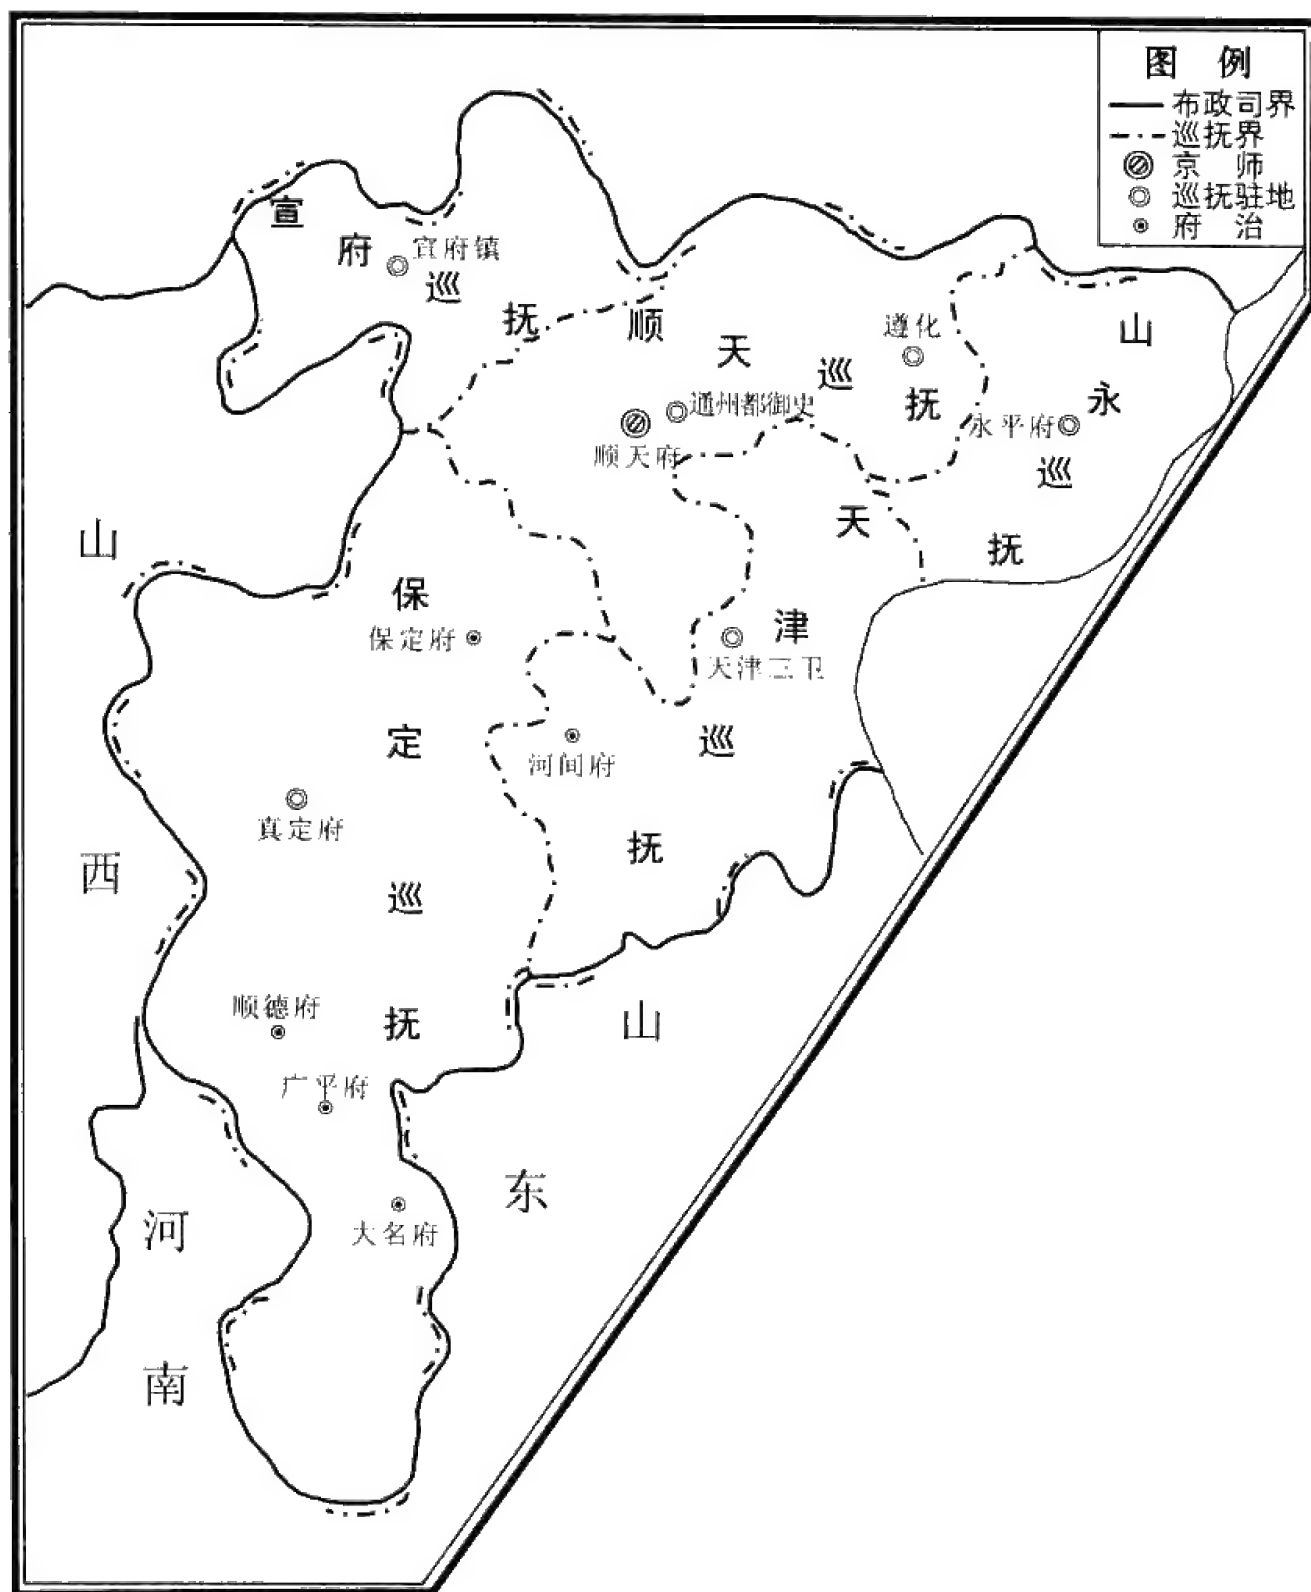 图 例
布政司界
巡抚界
京 师
巡抚驻地
府 治
宣府巡抚
宣府镇
顺天巡抚
遵化
通州都御史
顺天府
山永巡抚
永平府
天津巡抚
天津三卫
河间府
保定巡抚
保定府
真定府
顺德府
广平府
大名府
山西
河南
山东